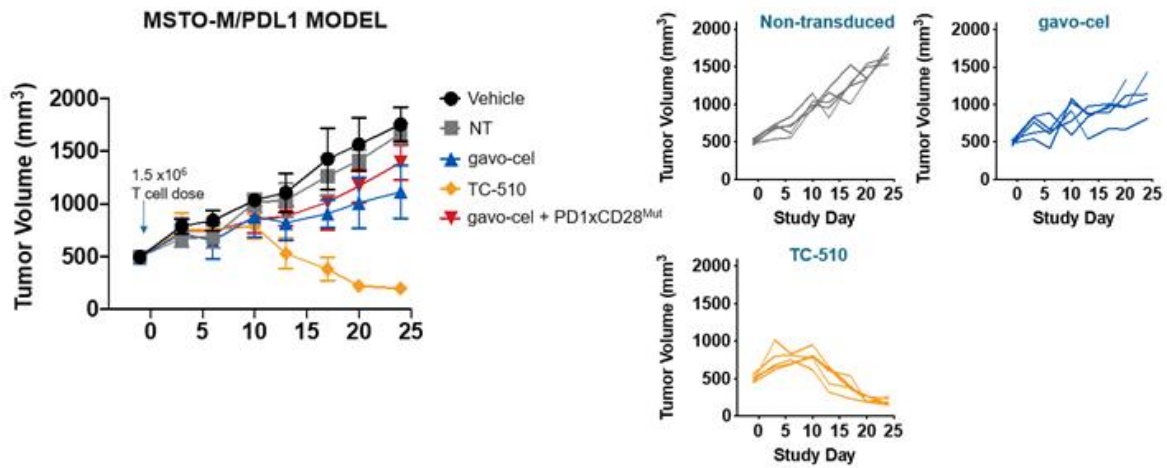 MSTO-M/PDL1 MODEL
Tumor Volume (mm³)
2000
1500
1000
500
0
1.5 x10⁶
T cell dose
0 5 10 15 20 25
Vehicle
NT
gavo-cel
TC-510
gavo-cel + PD1xCD28ᴹᵘᵗ
Non-transduced
Tumor Volume (mm³)
2000
1500
1000
500
0
0 5 10 15 20 25
Study Day
gavo-cel
Tumor Volume (mm³)
2000
1500
1000
500
0
0 5 10 15 20 25
Study Day
TC-510
Tumor Volume (mm³)
2000
1500
1000
500
0
0 5 10 15 20 25
Study Day